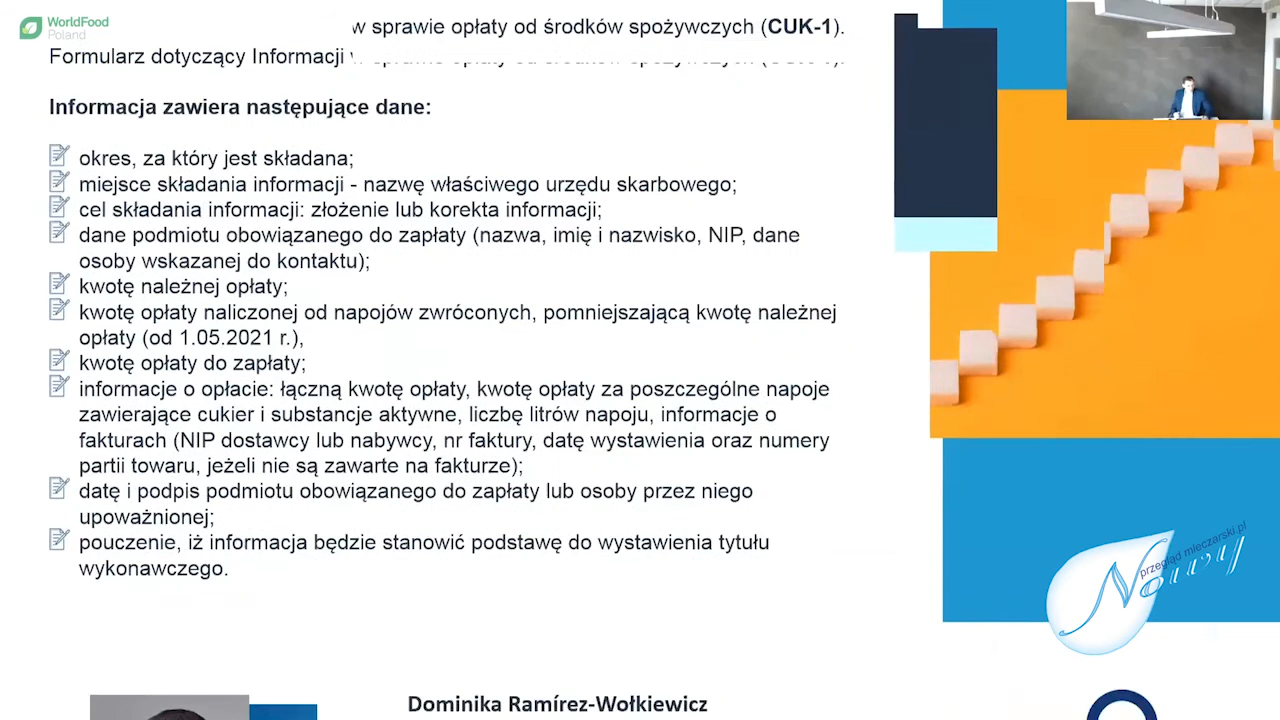 WorldFood
Poland
w sprawie opłaty od środków spożywczych (CUK-1).
Formularz dotyczący Informacji
Informacja zawiera następujące dane:
okres, za który jest składana;
miejsce składania informacji - nazwę właściwego urzędu skarbowego;
cel składania informacji: złożenie lub korekta informacji;
dane podmiotu obowiązanego do zapłaty (nazwa, imię i nazwisko, NIP, dane
osoby wskazanej do kontaktu);
kwotę należnej opłaty;
kwotę opłaty naliczonej od napojów zwróconych, pomniejszającą kwotę należnej
opłaty (od 1.05.2021 r.),
kwotę opłaty do zapłaty;
informacje o opłacie: łączną kwotę opłaty, kwotę opłaty za poszczególne napoje
zawierające cukier i substancje aktywne, liczbę litrów napoju, informacje o
fakturach (NIP dostawcy lub nabywcy, nr faktury, datę wystawienia oraz numery
partii towaru, jeżeli nie są zawarte na fakturze);
datę i podpis podmiotu obowiązanego do zapłaty lub osoby przez niego
upoważnionej;
pouczenie, iż informacja będzie stanowić podstawę do wystawienia tytułu
wykonawczego.
przegląd mleczarski.pl
Nowy
Dominika Ramírez-Wołkiewicz